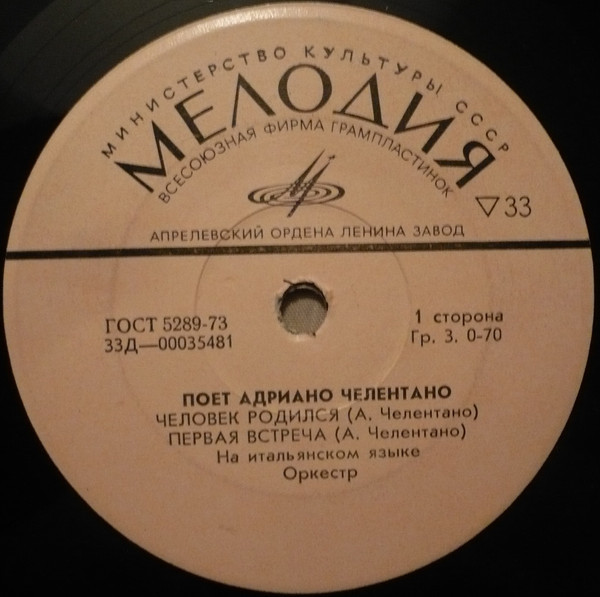 МИНИСТЕРСТВО КУЛЬТУРЫ СССР
МЕЛОДИЯ
ВСЕСОЮЗНАЯ ФИРМА ГРАМПЛАСТИНОК
▽33
АПРЕЛЕВСКИЙ ОРДЕНА ЛЕНИНА ЗАВОД
ГОСТ 5289-73
33Д—00035481
1 сторона
Гр. 3. 0-70
ПОЕТ АДРИАНО ЧЕЛЕНТАНО
ЧЕЛОВЕК РОДИЛСЯ (А. Челентано)
ПЕРВАЯ ВСТРЕЧА (А. Челентано)
На итальянском языке
Оркестр